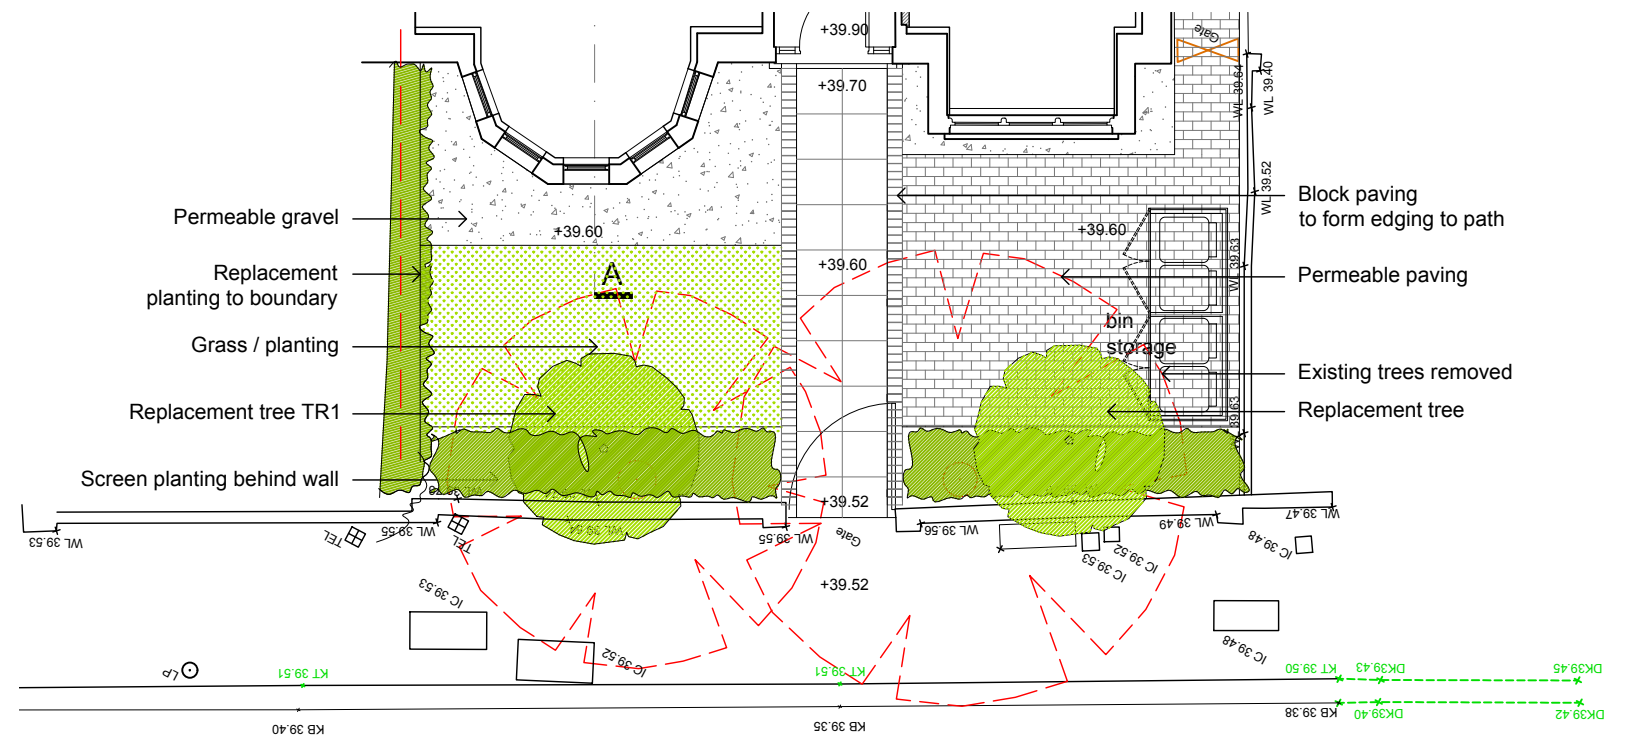 +39.90
Gate
+39.70
WL 39.64
WL 39.40
WL 39.52
Permeable gravel
+39.60
Block paving
to form edging to path
+39.60
+39.60
WL 39.63
Replacement
planting to boundary
A
Permeable paving
Grass / planting
bin
storage
Existing trees removed
Replacement tree TR1
Replacement tree
39.63
Screen planting behind wall
+39.52
WL 39.53
TEL
WL 39.55
TEL
WL 39.55
Gate
WL 39.56
WL 39.49
WL 39.47
IC 39.53
IC 39.52
IC 39.48
IC 39.53
+39.52
IC 39.52
IC 39.48
LP
KT 39.51
KT 39.51
KT 39.50
DK39.43
DK39.45
KB 39.40
KB 39.35
KB 39.38
DK39.40
DK39.42